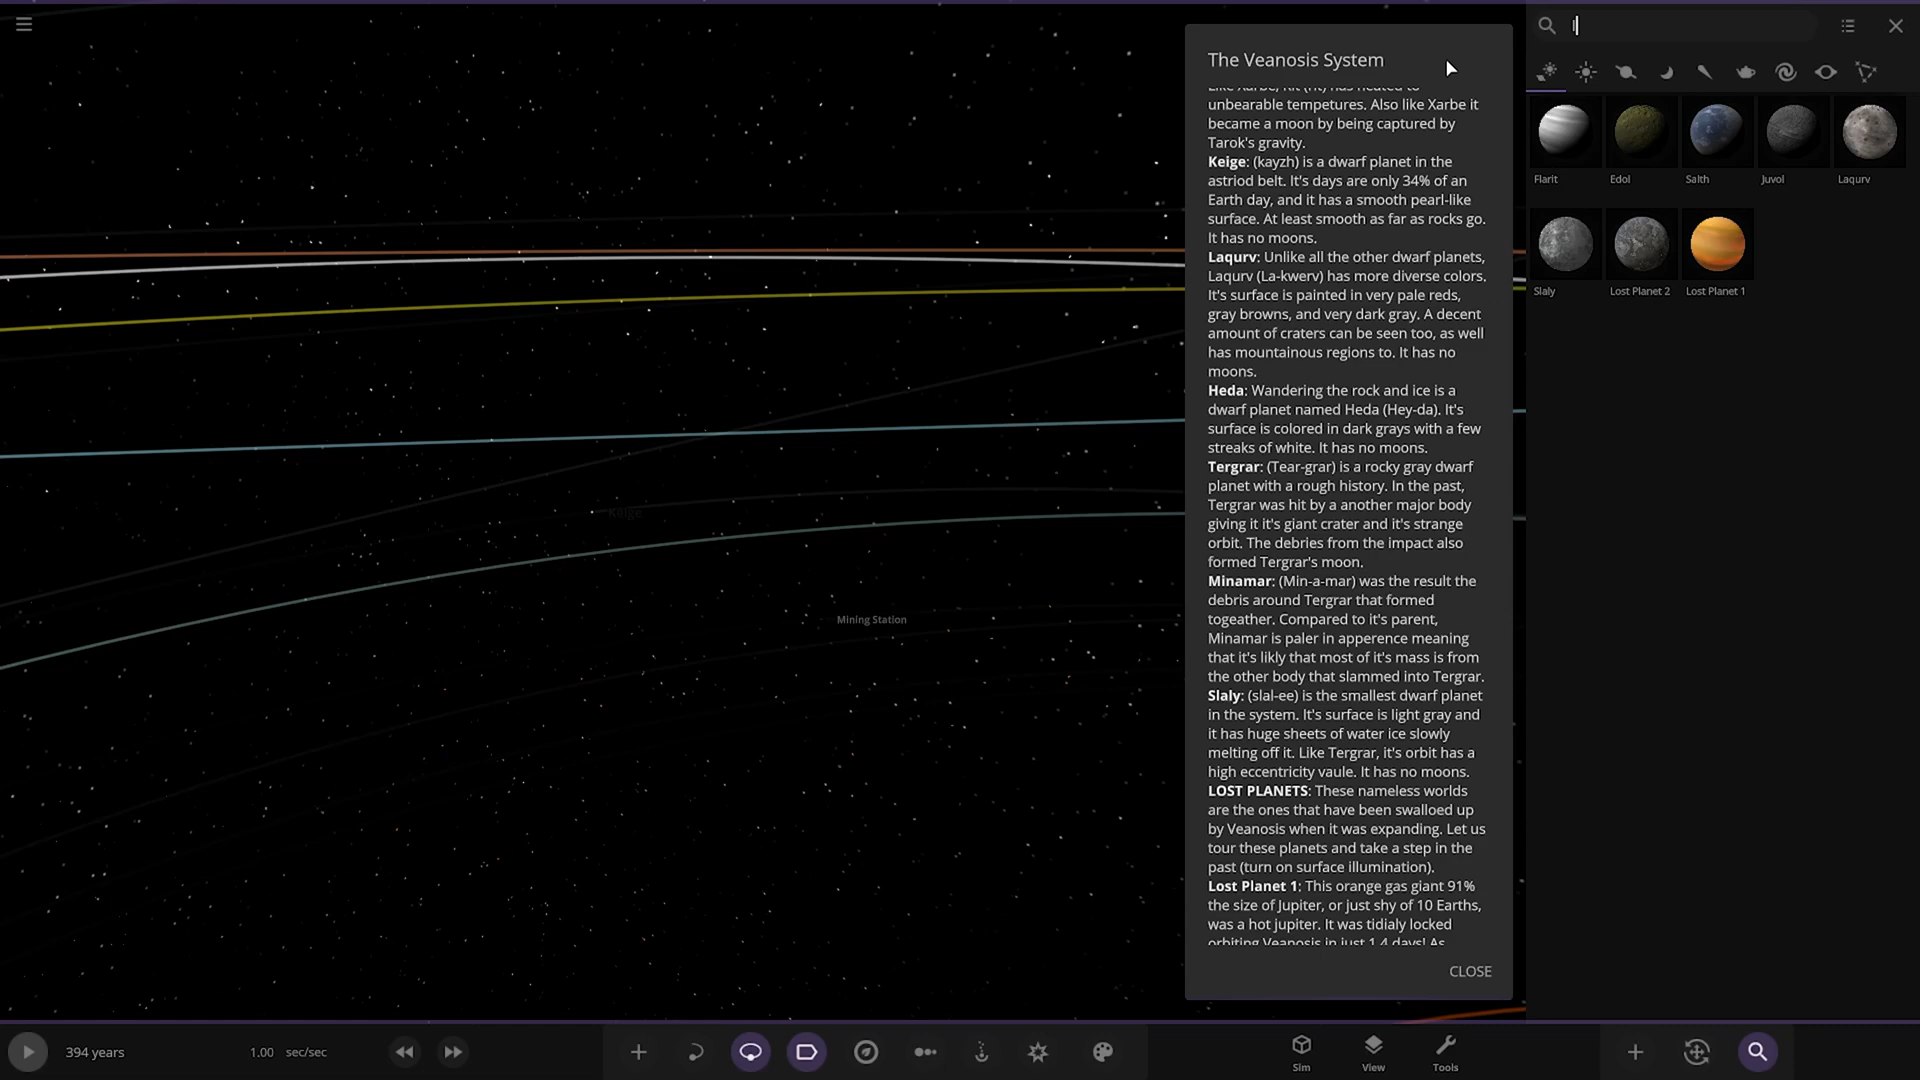 l
The Veanosis System
unbearable tempetures. Also like Xarbe it
became a moon by being captured by
Tarok's gravity.
Keige: (kayzh) is a dwarf planet in the
astriod belt. It's days are only 34% of an
Earth day, and it has a smooth pearl-like
surface. At least smooth as far as rocks go.
It has no moons.
Laqurv: Unlike all the other dwarf planets,
Laqurv (La-kwerv) has more diverse colors.
It's surface is painted in very pale reds,
gray browns, and very dark gray. A decent
amount of craters can be seen too, as well
has mountainous regions to. It has no
moons.
Heda: Wandering the rock and ice is a
dwarf planet named Heda (Hey-da). It's
surface is colored in dark grays with a few
streaks of white. It has no moons.
Tergrar: (Tear-grar) is a rocky gray dwarf
planet with a rough history. In the past,
Tergrar was hit by a another major body
giving it it's giant crater and it's strange
orbit. The debries from the impact also
formed Tergrar's moon.
Minamar: (Min-a-mar) was the result the
debris around Tergrar that formed
togeather. Compared to it's parent,
Minamar is paler in apperence meaning
that it's likly that most of it's mass is from
the other body that slammed into Tergrar.
Slaly: (slal-ee) is the smallest dwarf planet
in the system. It's surface is light gray and
it has huge sheets of water ice slowly
melting off it. Like Tergrar, it's orbit has a
high eccentricity vaule. It has no moons.
LOST PLANETS: These nameless worlds
are the ones that have been swalloed up
by Veanosis when it was expanding. Let us
tour these planets and take a step in the
past (turn on surface illumination).
Lost Planet 1: This orange gas giant 91%
the size of Jupiter, or just shy of 10 Earths,
was a hot jupiter. It was tidialy locked
orbiting Veanosis in just 1.4 days! As
CLOSE
Flarit
Edol
Salth
Juvol
Laqurv
Slaly
Lost Planet 2
Lost Planet 1
Keige
Mining Station
394 years
1.00 sec/sec
Sim
View
Tools